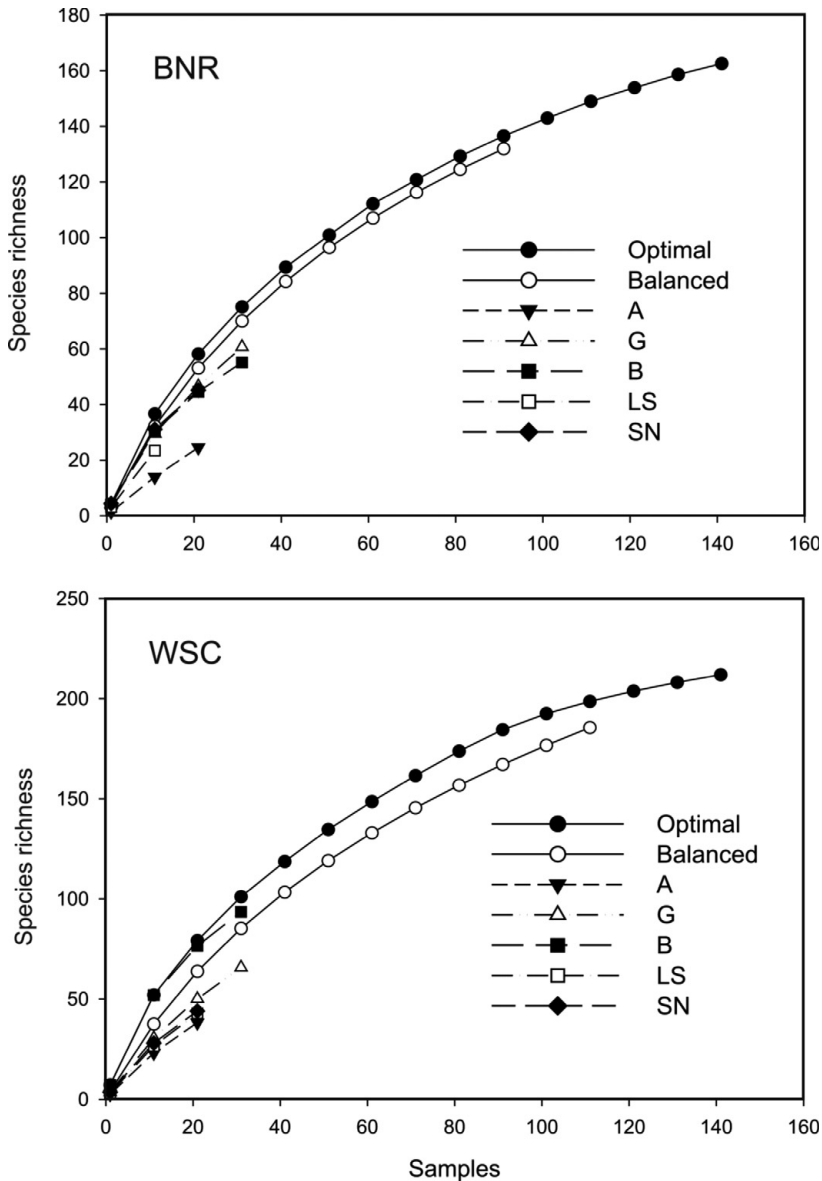 BNR
Species richness
180
160
140
120
100
80
60
40
20
0
0 20 40 60 80 100 120 140 160
Optimal
Balanced
A
G
B
LS
SN
WSC
Species richness
250
200
150
100
50
0
0 20 40 60 80 100 120 140 160
Optimal
Balanced
A
G
B
LS
SN
Samples